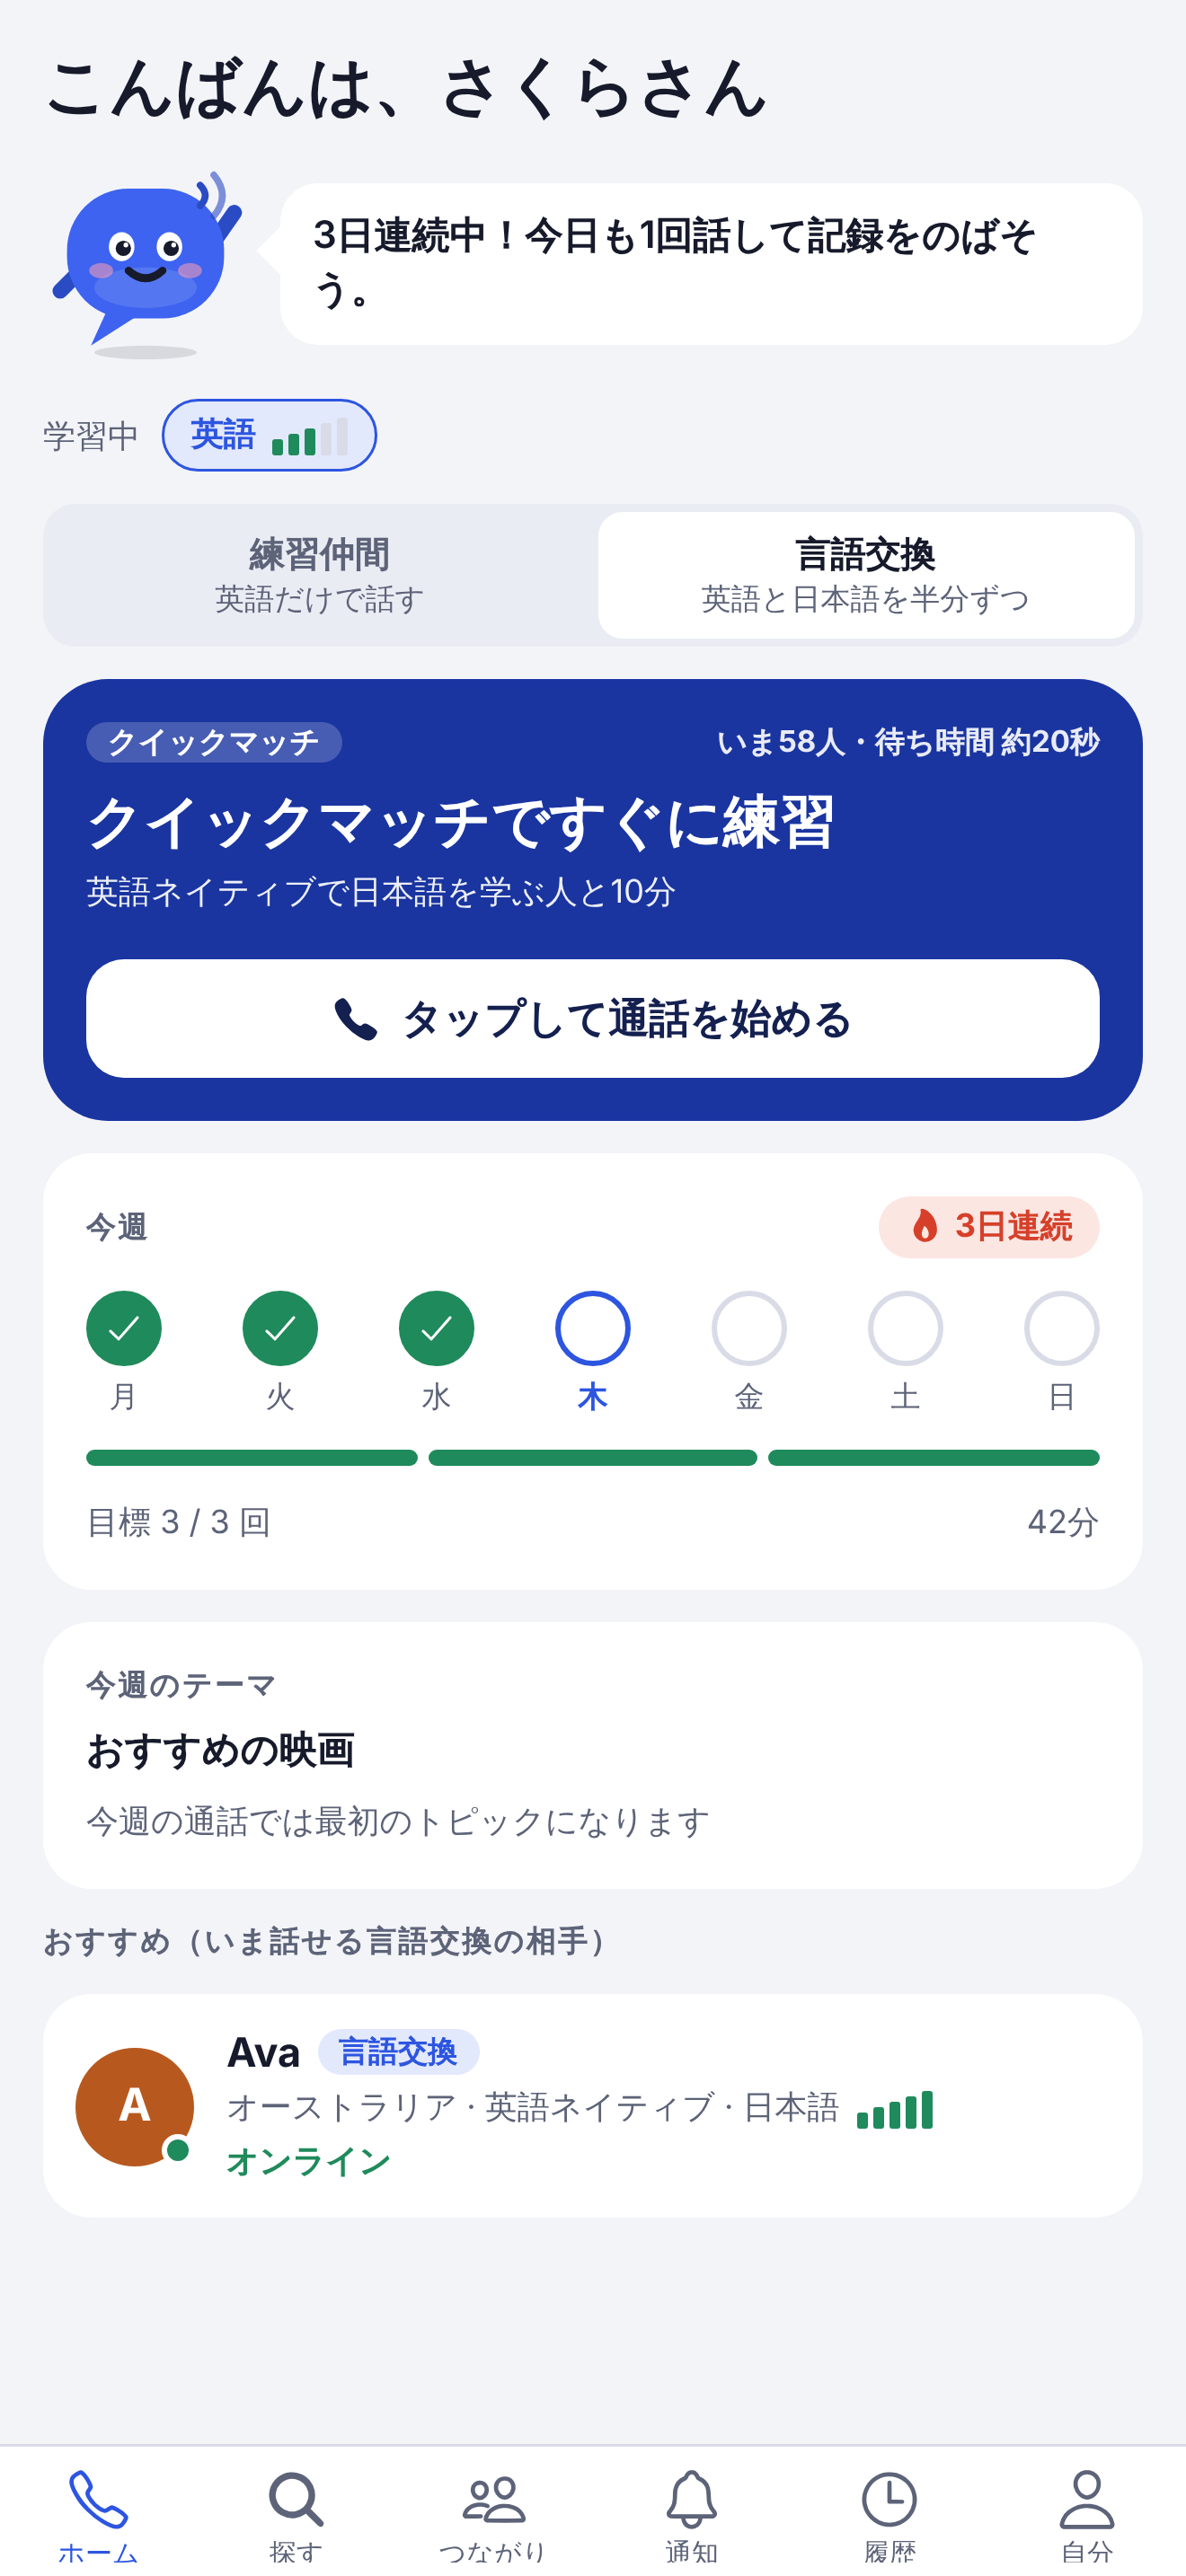 こんばんは、さくらさん
3日連続中！今日も1回話して記録をのばそ
う。
学習中 英語
練習仲間
英語だけで話す
言語交換
英語と日本語を半分ずつ
クイックマッチ
いま58人・待ち時間 約20秒
クイックマッチですぐに練習
英語ネイティブで日本語を学ぶ人と10分
タップして通話を始める
今週
3日連続
月 火 水 木 金 土 日
目標 3 / 3 回
42分
今週のテーマ
おすすめの映画
今週の通話では最初のトピックになります
おすすめ（いま話せる言語交換の相手）
A
Ava 言語交換
オーストラリア · 英語ネイティブ · 日本語
オンライン
ホーム 探す つながり 通知 履歴 自分